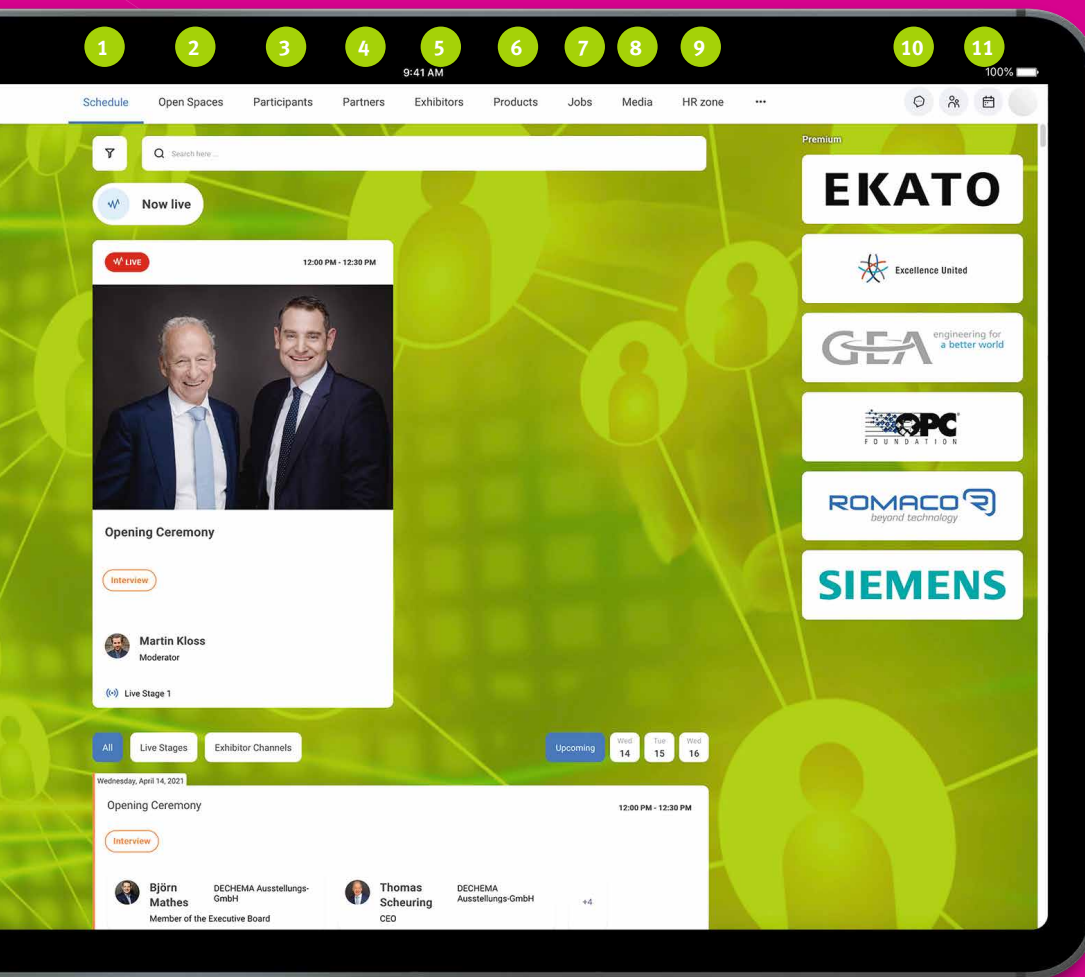 1 2 3 4 5 6 7 8 9 10 11
9:41 AM 100%
Schedule Open Spaces Participants Partners Exhibitors Products Jobs Media HR zone •••
Search here ...
Now live
LIVE 12:00 PM - 12:30 PM
Opening Ceremony
Interview
Martin Kloss
Moderator
Live Stage 1
Premium
EKATO
Excellence United
GEA engineering for
a better world
OPC
FOUNDATION
ROMACO
beyond technology
SIEMENS
All Live Stages Exhibitor Channels Upcoming Wed Tue Wed
14 15 16
Wednesday, April 14, 2021
Opening Ceremony 12:00 PM - 12:30 PM
Interview
Björn DECHEMA Ausstellungs- Thomas DECHEMA
Mathes GmbH Scheuring Ausstellungs-GmbH +4
Member of the Executive Board CEO